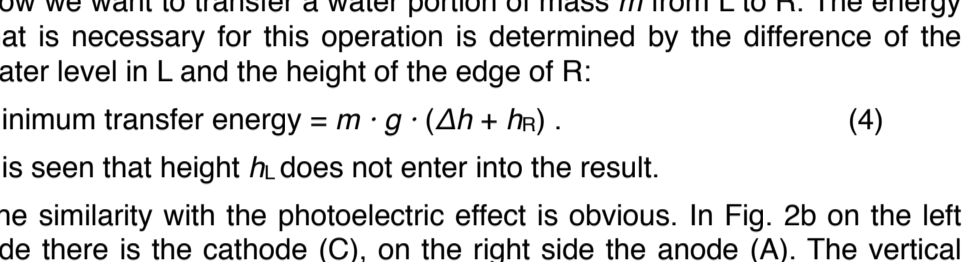 ow we want to transfer a water portion of mass m from L to R. The energy
at is necessary for this operation is determined by the difference of the
ater level in L and the height of the edge of R:
inimum transfer energy = m · g · (Δh + hR) . (4)
is seen that height hL does not enter into the result.
he similarity with the photoelectric effect is obvious. In Fig. 2b on the left
de there is the cathode (C), on the right side the anode (A). The vertical